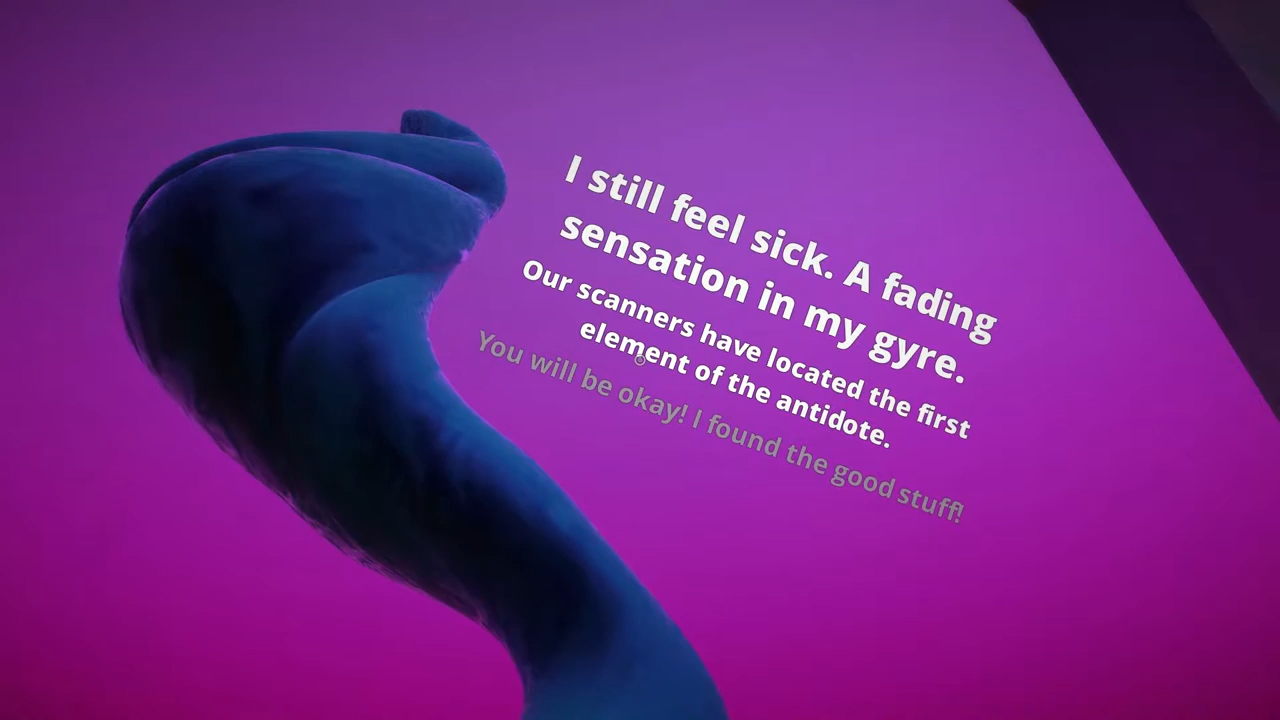 I still feel sick. A fading
sensation in my gyre.
Our scanners have located the first
element of the antidote.
You will be okay! I found the good stuff!